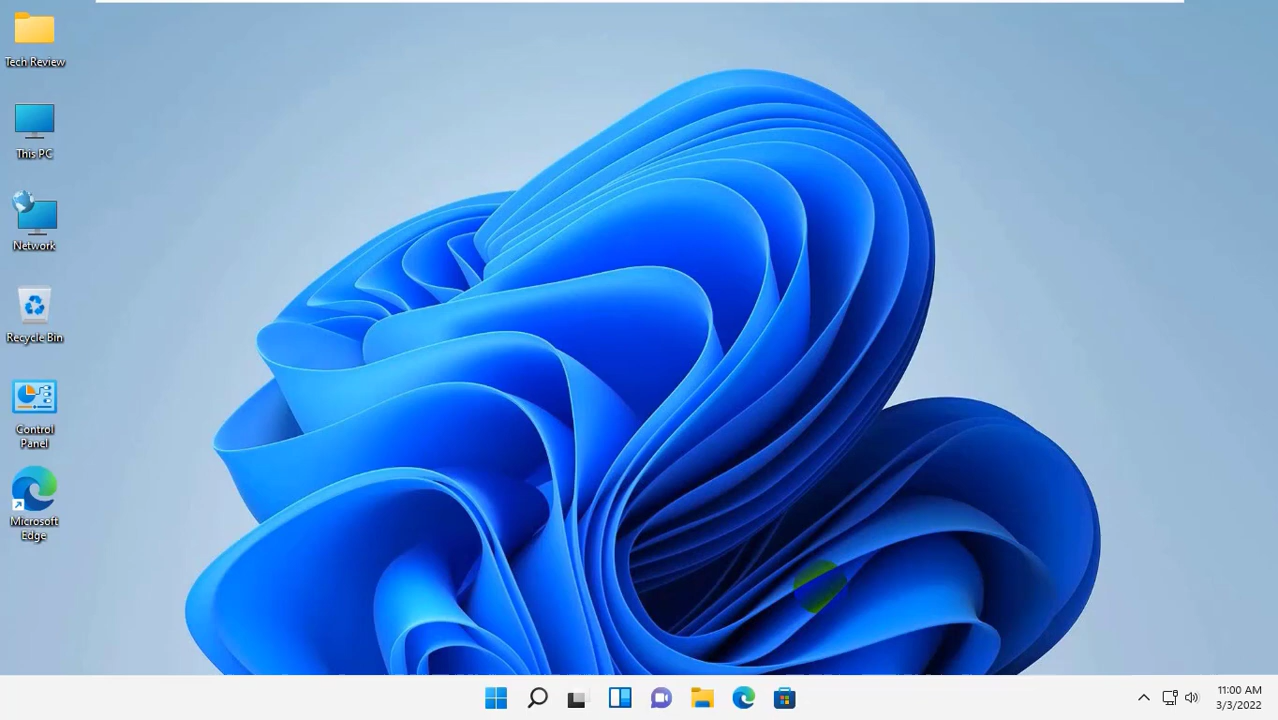 Tech Review
This PC
Network
Recycle Bin
Control
Panel
Microsoft
Edge
11:00 AM
3/3/2022